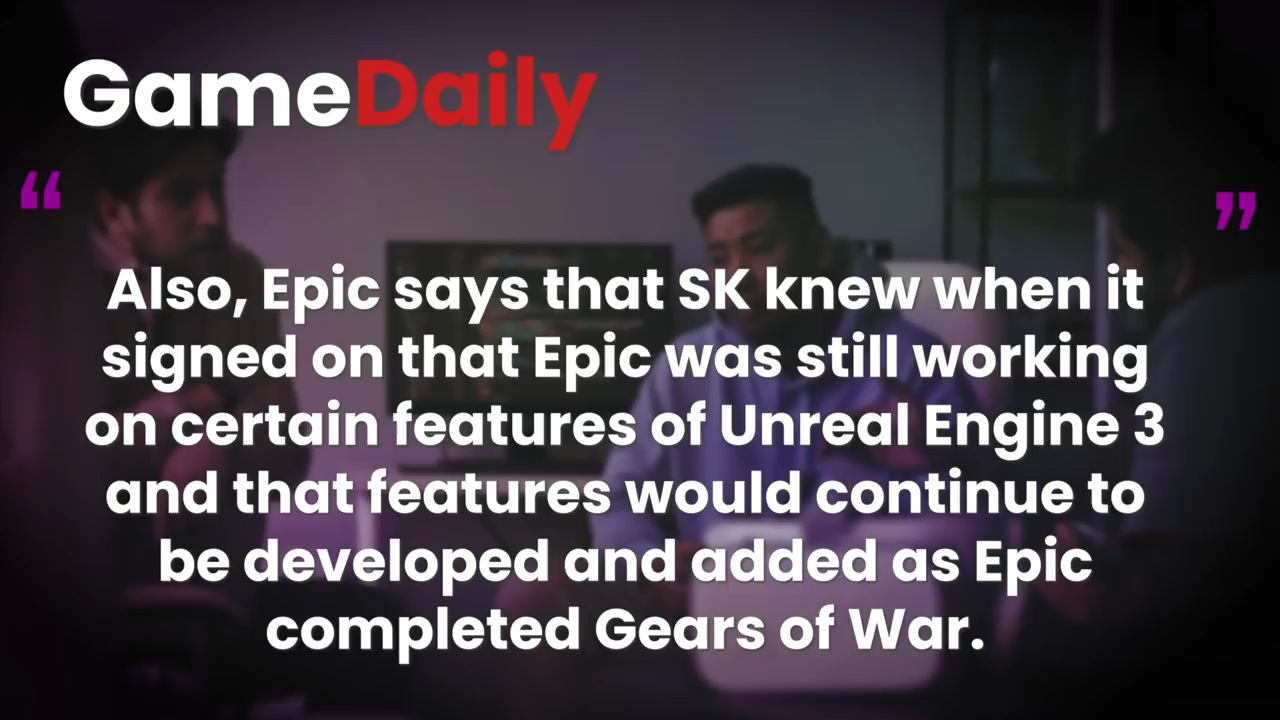 GameDaily
“ ”
Also, Epic says that SK knew when it
signed on that Epic was still working
on certain features of Unreal Engine 3
and that features would continue to
be developed and added as Epic
completed Gears of War.